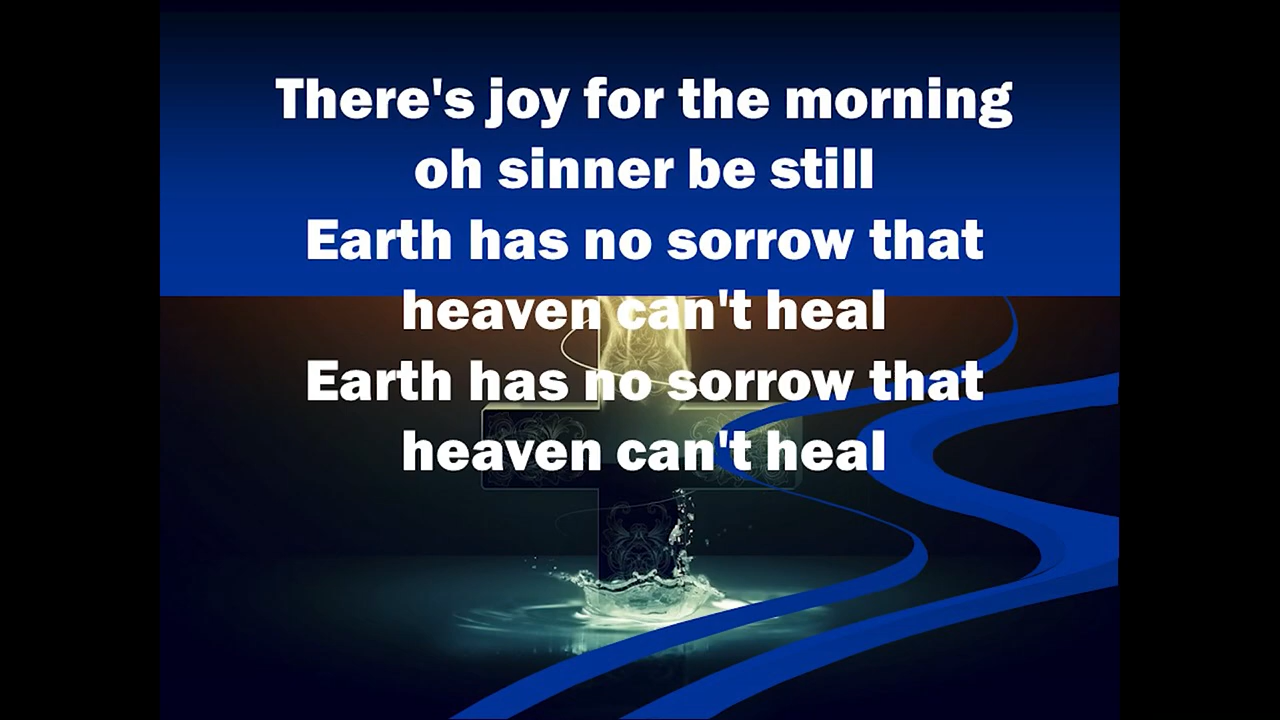 There's joy for the morning
oh sinner be still
Earth has no sorrow that
heaven can't heal
Earth has no sorrow that
heaven can't heal